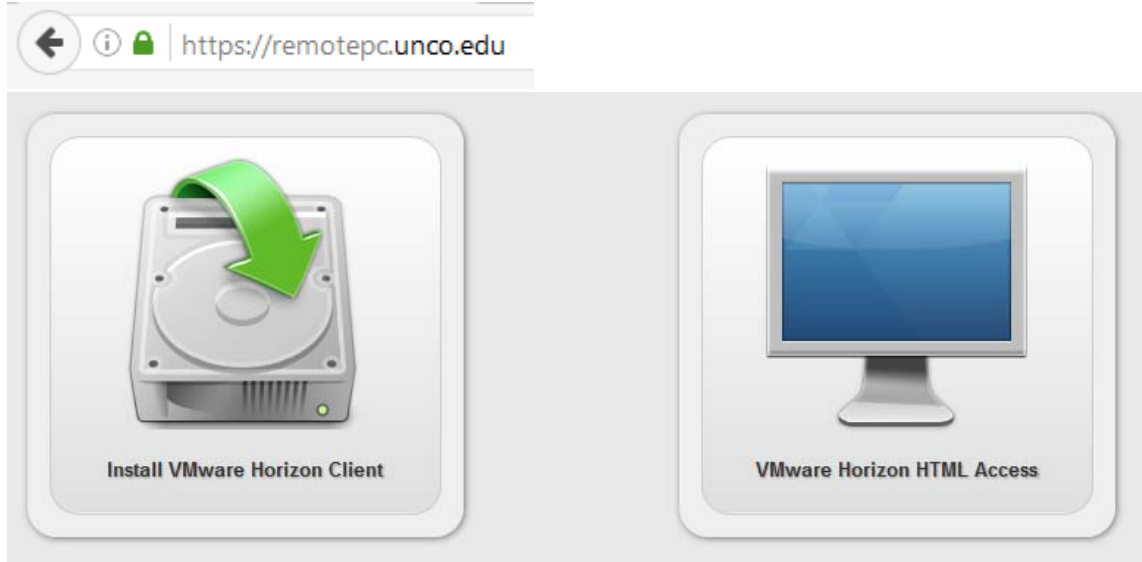 https://remotepc.unco.edu
Install VMware Horizon Client
VMware Horizon HTML Access